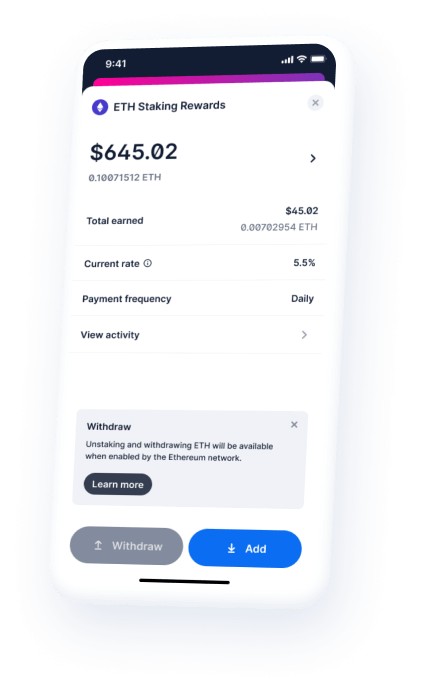 9:41
ETH Staking Rewards
$645.02
0.10071512 ETH
Total earned
$45.02
0.00702954 ETH
Current rate
5.5%
Payment frequency
Daily
View activity
Withdraw
Unstaking and withdrawing ETH will be available
when enabled by the Ethereum network.
Learn more
Withdraw
Add